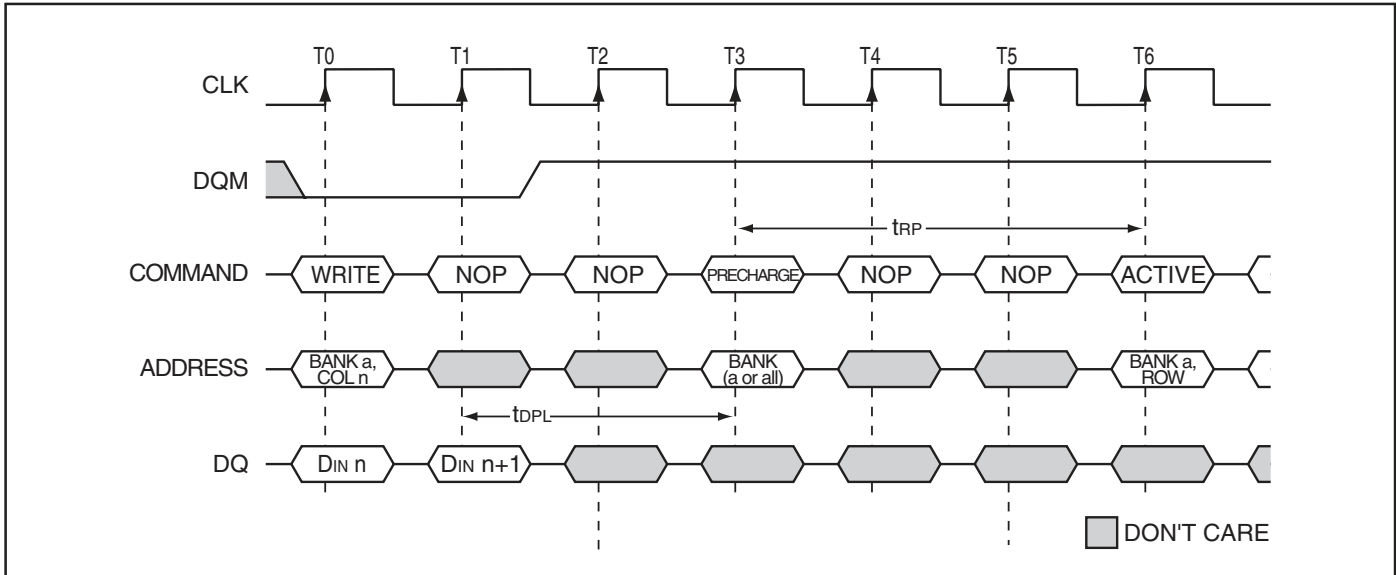 T0 T1 T2 T3 T4 T5 T6
CLK
DQM
tRP
COMMAND WRITE NOP NOP PRECHARGE NOP NOP ACTIVE
ADDRESS BANK a, COL n BANK (a or all) BANK a, ROW
tDPL
DQ DIN n DIN n+1
DON'T CARE